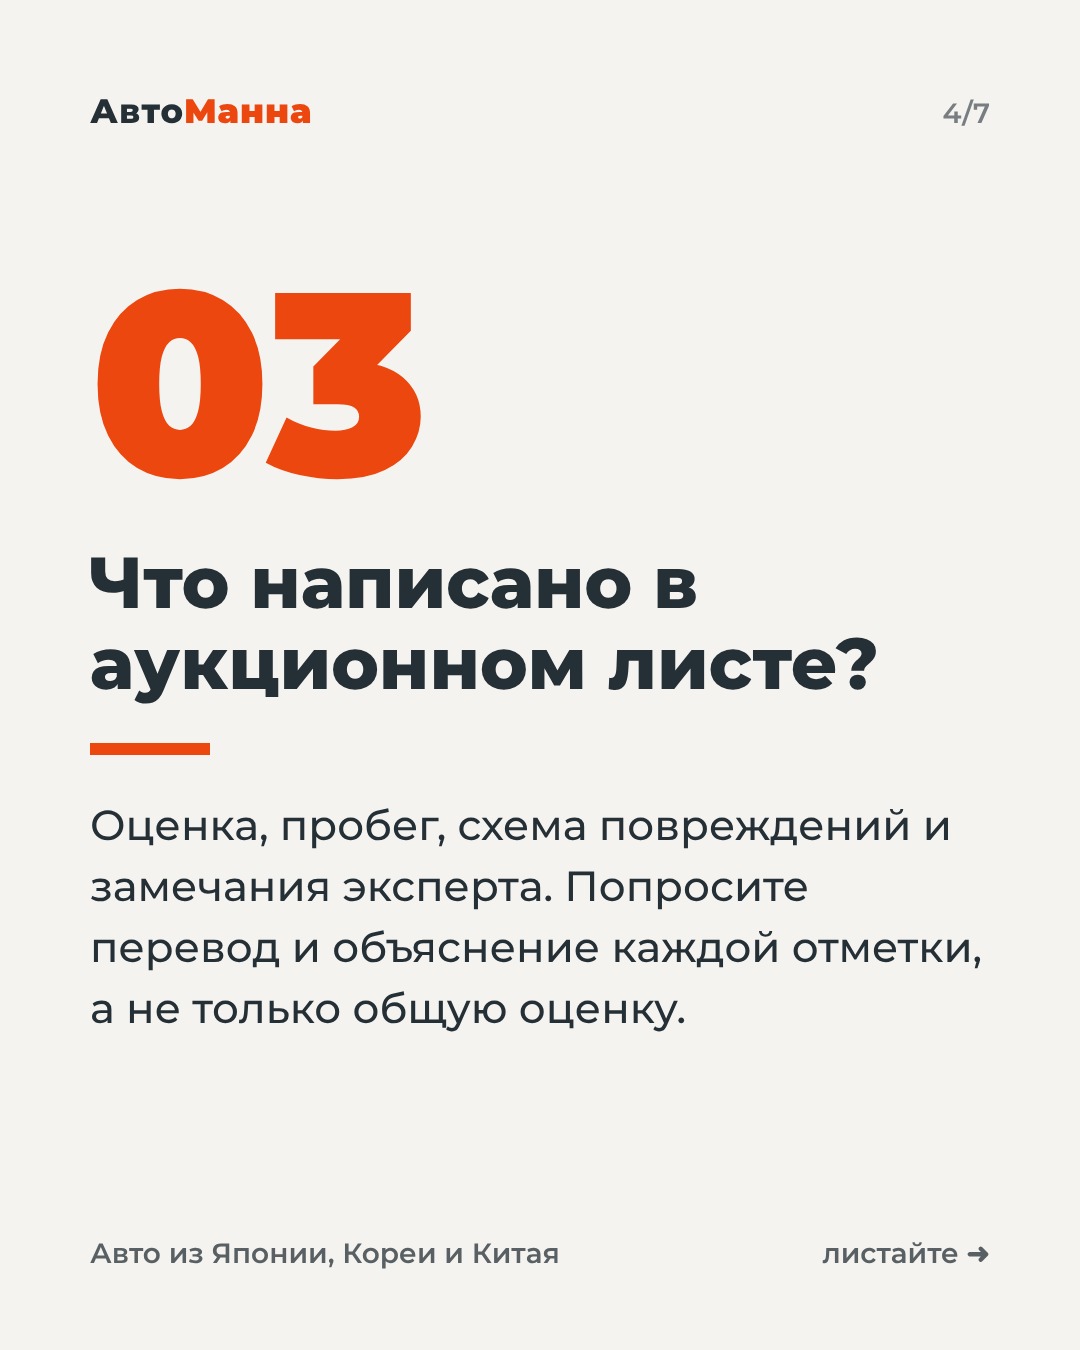 АвтоМанна
4/7
03
Что написано в
аукционном листе?
Оценка, пробег, схема повреждений и
замечания эксперта. Попросите
перевод и объяснение каждой отметки,
а не только общую оценку.
Авто из Японии, Кореи и Китая
листайте ➜